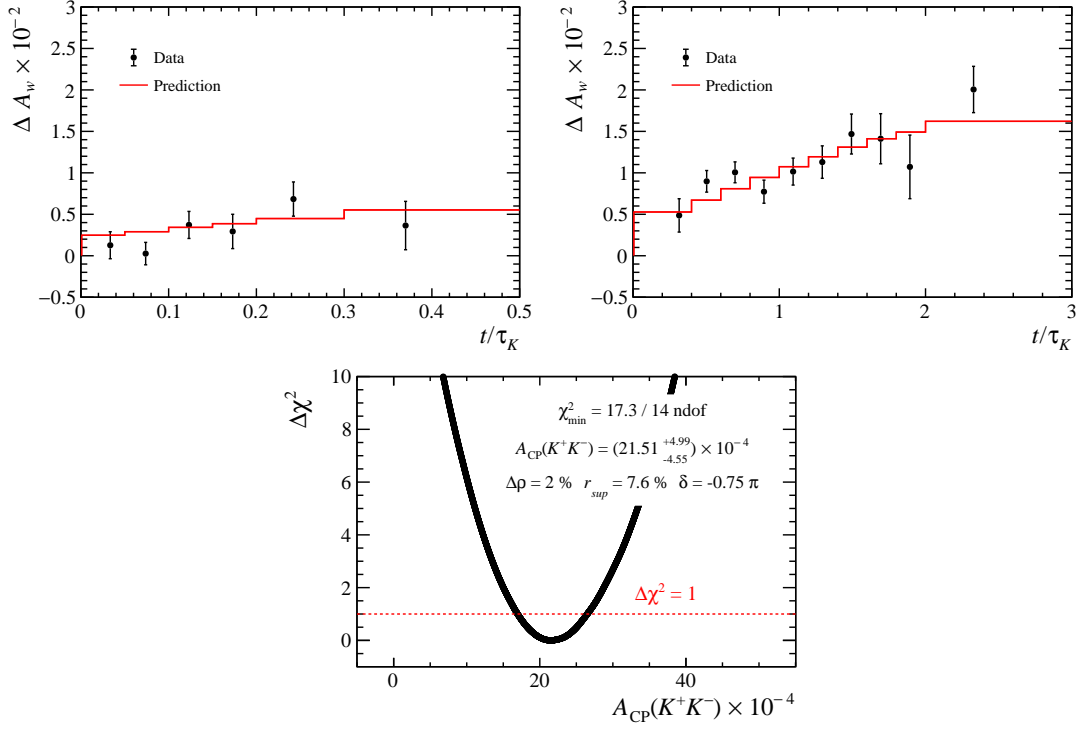 Δ A_w × 10⁻²
3
2.5
2
1.5
1
0.5
0
−0.5
Data
Prediction
0 0.1 0.2 0.3 0.4 0.5
t/τ_K
Δ A_w × 10⁻²
3
2.5
2
1.5
1
0.5
0
−0.5
Data
Prediction
0 1 2 3
t/τ_K
Δχ²
10
8
6
4
2
0
χ²_min = 17.3 / 14 ndof
A_CP(K⁺K⁻) = (21.51 +4.99 -4.55) × 10⁻⁴
Δρ = 2 % r_sup = 7.6 % δ = -0.75 π
Δχ² = 1
0 20 40
A_CP(K⁺K⁻) × 10⁻⁴